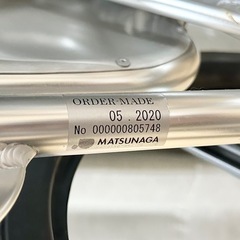 ORDER-MADE
05 . 2020
No 000000805748
MATSUNAGA